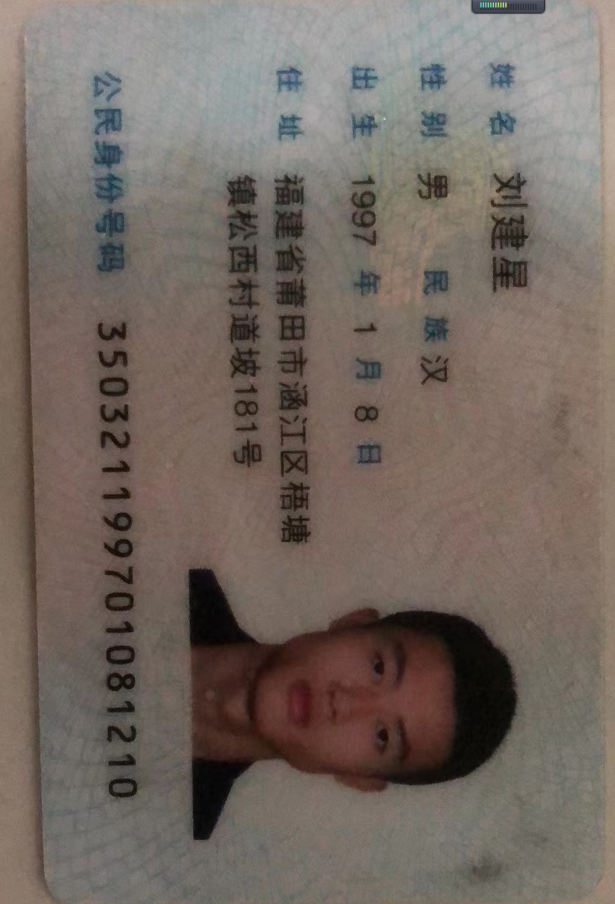 姓名 刘建星
性别 男 民族 汉
出生 1997 年 1 月 8 日
住址 福建省莆田市涵江区梧塘
镇松西村道坡181号
公民身份号码 350321199701081210